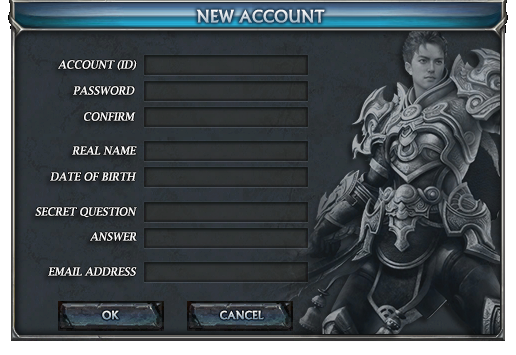 NEW ACCOUNT
ACCOUNT (ID)
PASSWORD
CONFIRM
REAL NAME
DATE OF BIRTH
SECRET QUESTION
ANSWER
EMAIL ADDRESS
OK CANCEL